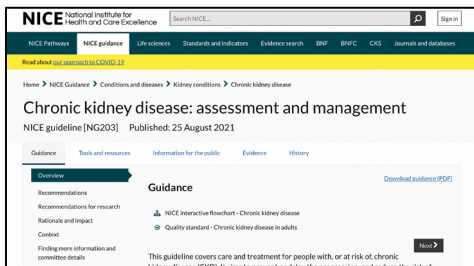 NICE National Institute for
Health and Care Excellence
Search NICE...
Sign in
NICE Pathways NICE guidance Life sciences Standards and indicators Evidence search BNF BNFC CKS Journals and databases
Read about our approach to COVID-19
Home > NICE Guidance > Conditions and diseases > Kidney conditions > Chronic kidney disease
Chronic kidney disease: assessment and management
NICE guideline [NG203] Published: 25 August 2021
Guidance Tools and resources Information for the public Evidence History
Overview
Recommendations
Recommendations for research
Rationale and impact
Context
Finding more information and
committee details
Download guidance (PDF)
Guidance
NICE interactive flowchart - Chronic kidney disease
Quality standard - Chronic kidney disease in adults
Next >
This guideline covers care and treatment for people with, or at risk of, chronic